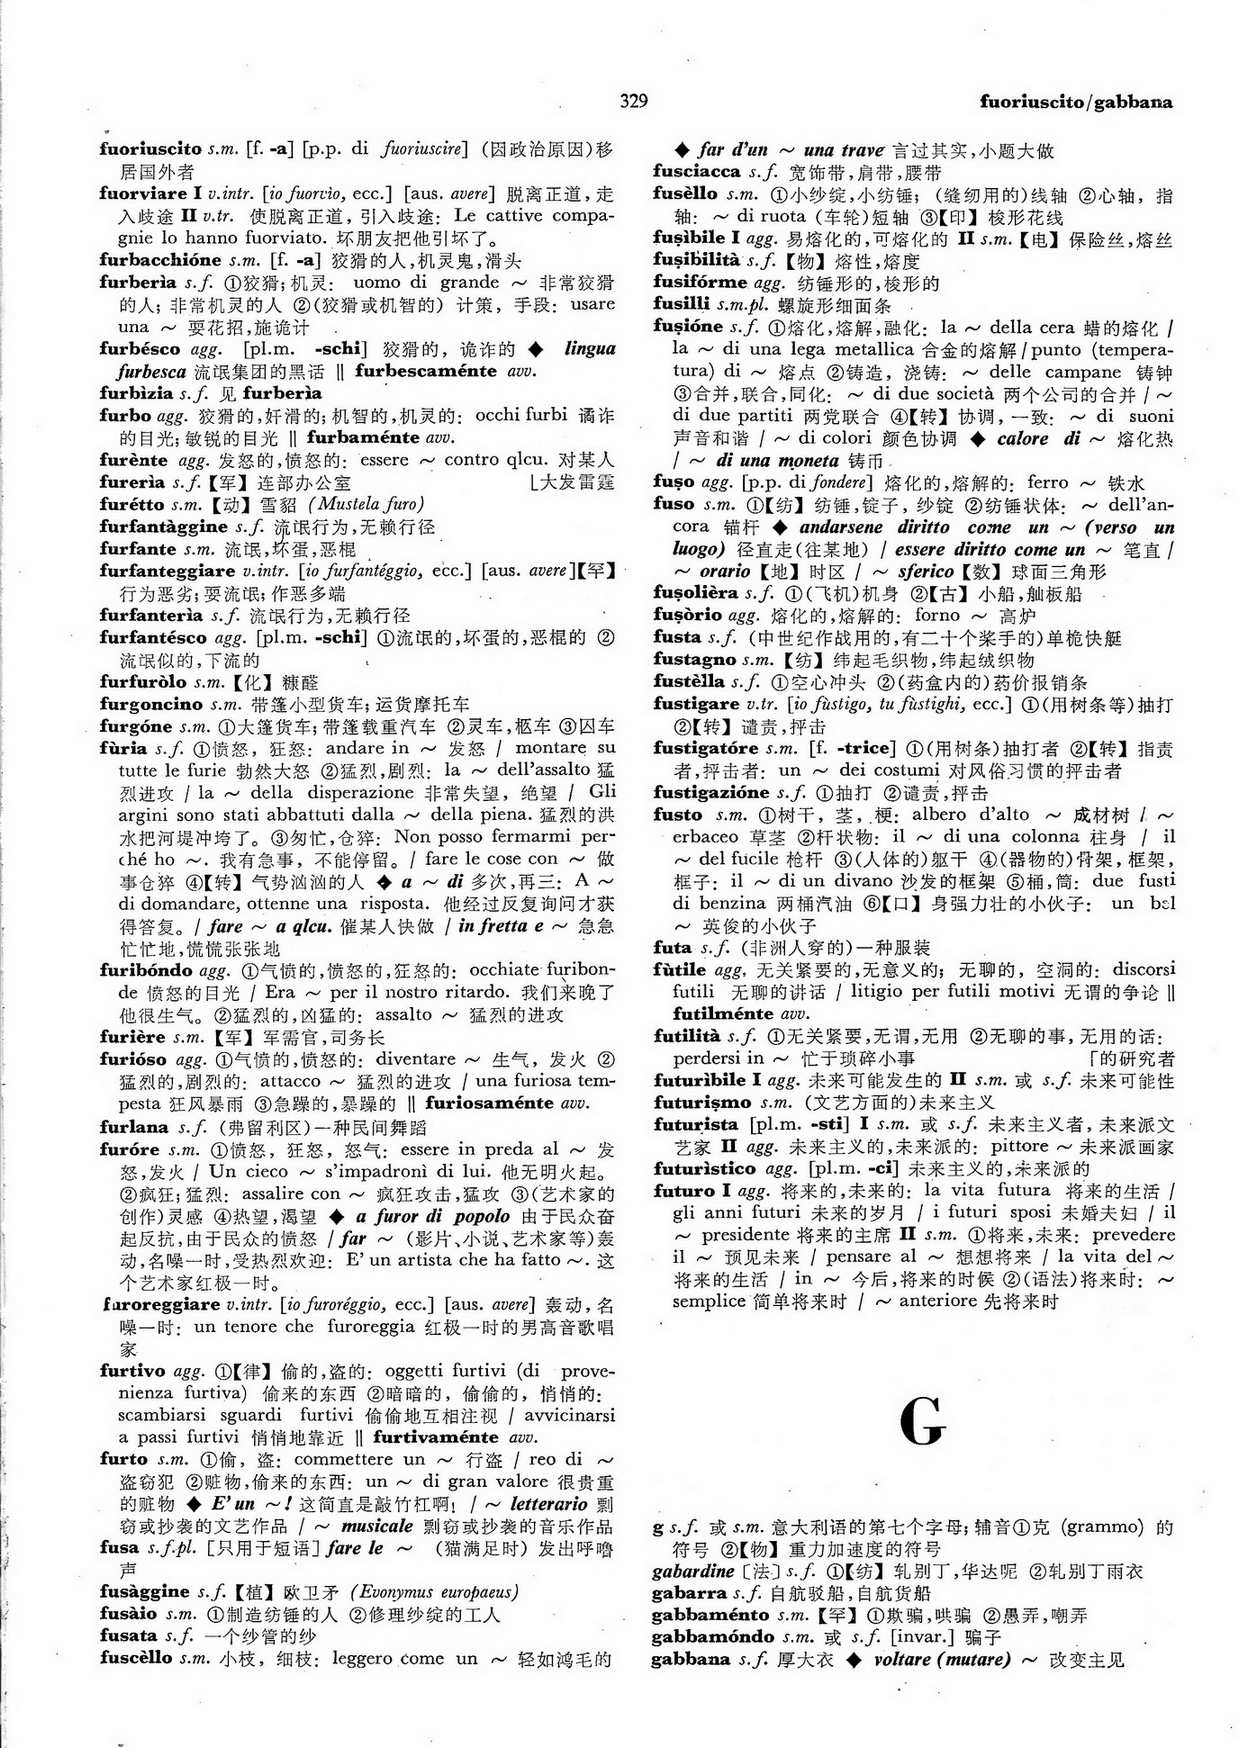 329
fuoriuscito/gabbana
fuoriuscito s.m. [f. -a] [p.p. di fuoriuscire] (因政治原因)移
居国外者
fuorviare I v.intr. [io fuorvìo, ecc.] [aus. avere] 脱离正道，走
入歧途 II v.tr. 使脱离正道，引入歧途： Le cattive compa-
gnie lo hanno fuorviato. 坏朋友把他引坏了。
furbacchióne s.m. [f. -a] 狡猾的人,机灵鬼,滑头
furberìa s.f. ①狡猾;机灵： uomo di grande ～ 非常狡猾
的人; 非常机灵的人 ②(狡猾或机智的) 计策，手段: usare
una ～ 耍花招,施诡计
furbésco agg. [pl.m. -schi] 狡猾的，诡诈的 ◆ lingua
furbesca 流氓集团的黑话 ‖ furbescaménte avv.
furbìzia s.f. 见 furberìa
furbo agg. 狡猾的,奸滑的;机智的,机灵的: occhi furbi 谲诈
的目光;敏锐的目光 ‖ furbaménte avv.
furènte agg. 发怒的,愤怒的: essere ～ contro qlcu. 对某人
furerìa s.f.【军】连部办公室 ⌊大发雷霆
furétto s.m.【动】雪貂 (Mustela furo)
furfantàggine s.f. 流氓行为,无赖行径
furfante s.m. 流氓,坏蛋,恶棍
furfanteggiare v.intr. [io furfantéggio, ecc.] [aus. avere]【罕】
行为恶劣;耍流氓;作恶多端
furfanterìa s.f. 流氓行为,无赖行径
furfantésco agg. [pl.m. -schi] ①流氓的,坏蛋的,恶棍的 ②
流氓似的,下流的
furfuròlo s.m.【化】糠醛
furgoncino s.m. 带篷小型货车; 运货摩托车
furgóne s.m. ①大篷货车;带篷载重汽车 ②灵车,柩车 ③囚车
fùria s.f. ①愤怒，狂怒: andare in ～ 发怒 / montare su
tutte le furie 勃然大怒 ②猛烈,剧烈: la ～ dell'assalto 猛
烈进攻 / la ～ della disperazione 非常失望，绝望 / Gli
argini sono stati abbattuti dalla ～ della piena. 猛烈的洪
水把河堤冲垮了。③匆忙,仓猝: Non posso fermarmi per-
ché ho ～. 我有急事，不能停留。/ fare le cose con ～ 做
事仓猝 ④【转】气势汹汹的人 ◆ a ～ di 多次,再三: A ～
di domandare, ottenne una risposta. 他经过反复询问才获
得答复。/ fare ～ a qlcu. 催某人快做 / in fretta e ～ 急急
忙忙地,慌慌张张地
furibóndo agg. ①气愤的,愤怒的,狂怒的: occhiate furibon-
de 愤怒的目光 / Era ～ per il nostro ritardo. 我们来晚了
他很生气。②猛烈的,凶猛的: assalto ～ 猛烈的进攻
furière s.m.【军】军需官,司务长
furióso agg. ①气愤的,愤怒的: diventare ～ 生气，发火 ②
猛烈的,剧烈的: attacco ～ 猛烈的进攻 / una furiosa tem-
pesta 狂风暴雨 ③急躁的,暴躁的 ‖ furiosaménte avv.
furlana s.f. (弗留利区)一种民间舞蹈
furóre s.m. ①愤怒，狂怒，怒气: essere in preda al ～ 发
怒,发火 / Un cieco ～ s'impadronì di lui. 他无明火起。
②疯狂;猛烈: assalire con ～ 疯狂攻击,猛攻 ③(艺术家的
创作)灵感 ④热望,渴望 ◆ a furor di popolo 由于民众奋
起反抗,由于民众的愤怒 / far ～ (影片、小说、艺术家等)轰
动,名噪一时,受热烈欢迎: E' un artista che ha fatto ～. 这
个艺术家红极一时。
furoreggiare v.intr. [io furoréggio, ecc.] [aus. avere] 轰动,名
噪一时: un tenore che furoreggia 红极一时的男高音歌唱
家
furtivo agg. ①【律】偷的,盗的: oggetti furtivi (di prove-
nienza furtiva) 偷来的东西 ②暗暗的，偷偷的，悄悄的:
scambiarsi sguardi furtivi 偷偷地互相注视 / avvicinarsi
a passi furtivi 悄悄地靠近 ‖ furtivaménte avv.
furto s.m. ①偷，盗: commettere un ～ 行盗 / reo di ～
盗窃犯 ②赃物,偷来的东西: un ～ di gran valore 很贵重
的赃物 ◆ E' un ～! 这简直是敲竹杠啊! / ～ letterario 剽
窃或抄袭的文艺作品 / ～ musicale 剽窃或抄袭的音乐作品
fusa s.f.pl. [只用于短语] fare le ～ (猫满足时) 发出呼噜
声
fusàggine s.f.【植】欧卫矛 (Evonymus europaeus)
fusàio s.m. ①制造纺锤的人 ②修理纱绽的工人
fusata s.f. 一个纱管的纱
fuscèllo s.m. 小枝，细枝: leggero come un ～ 轻如鸿毛的
◆ far d'un ～ una trave 言过其实,小题大做
fusciacca s.f. 宽饰带,肩带,腰带
fusèllo s.m. ①小纱绽,小纺锤; (缝纫用的)线轴 ②心轴，指
轴: ～ di ruota (车轮)短轴 ③【印】梭形花线
fuṣìbile I agg. 易熔化的,可熔化的 II s.m.【电】保险丝,熔丝
fuṣibilità s.f.【物】熔性,熔度
fusifórme agg. 纺锤形的,梭形的
fusilli s.m.pl. 螺旋形细面条
fuṣióne s.f. ①熔化,熔解,融化: la ～ della cera 蜡的熔化 /
la ～ di una lega metallica 合金的熔解 / punto (tempera-
tura) di ～ 熔点 ②铸造，浇铸: ～ delle campane 铸钟
③合并,联合,同化: ～ di due società 两个公司的合并 / ～
di due partiti 两党联合 ④【转】协调，一致: ～ di suoni
声音和谐 / ～ di colori 颜色协调 ◆ calore di ～ 熔化热
/ ～ di una moneta 铸币
fuṣo agg. [p.p. di fondere] 熔化的,熔解的: ferro ～ 铁水
fuso s.m. ①【纺】纺锤,锭子，纱锭 ②纺锤状体: ～ dell'an-
cora 锚杆 ◆ andarsene diritto come un ～ (verso un
luogo) 径直走(往某地) / essere diritto come un ～ 笔直 /
～ orario【地】时区 / ～ sferico【数】球面三角形
fuṣolièra s.f. ①(飞机)机身 ②【古】小船,舢板船
fuṣòrio agg. 熔化的,熔解的: forno ～ 高炉
fusta s.f. (中世纪作战用的,有二十个桨手的)单桅快艇
fustagno s.m.【纺】纬起毛织物,纬起绒织物
fustèlla s.f. ①空心冲头 ②(药盒内的)药价报销条
fustigare v.tr. [io fùstigo, tu fùstighi, ecc.] ①(用树条等)抽打
②【转】谴责,抨击
fustigatóre s.m. [f. -trice] ①(用树条)抽打者 ②【转】指责
者,抨击者: un ～ dei costumi 对风俗习惯的抨击者
fustigazióne s.f. ①抽打 ②谴责,抨击
fusto s.m. ①树干，茎，梗: albero d'alto ～ 成材树 / ～
erbaceo 草茎 ②杆状物: il ～ di una colonna 柱身 / il
～ del fucile 枪杆 ③(人体的)躯干 ④(器物的)骨架,框架,
框子: il ～ di un divano 沙发的框架 ⑤桶,筒: due fusti
di benzina 两桶汽油 ⑥【口】身强力壮的小伙子: un bel
～ 英俊的小伙子
futa s.f. (非洲人穿的)一种服装
fùtile agg. 无关紧要的,无意义的; 无聊的，空洞的: discorsi
futili 无聊的讲话 / litigio per futili motivi 无谓的争论 ‖
futilménte avv.
futilità s.f. ①无关紧要,无谓,无用 ②无聊的事,无用的话:
perdersi in ～ 忙于琐碎小事 ⌈的研究者
futurìbile I agg. 未来可能发生的 II s.m. 或 s.f. 未来可能性
futuriṣmo s.m. (文艺方面的)未来主义
futurista [pl.m. -sti] I s.m. 或 s.f. 未来主义者,未来派文
艺家 II agg. 未来主义的,未来派的: pittore ～ 未来派画家
futurìstico agg. [pl.m. -ci] 未来主义的,未来派的
futuro I agg. 将来的,未来的: la vita futura 将来的生活 /
gli anni futuri 未来的岁月 / i futuri sposi 未婚夫妇 / il
～ presidente 将来的主席 II s.m. ①将来,未来: prevedere
il ～ 预见未来 / pensare al ～ 想想将来 / la vita del ～
将来的生活 / in ～ 今后,将来的时候 ②(语法)将来时: ～
semplice 简单将来时 / ～ anteriore 先将来时
G
g s.f. 或 s.m. 意大利语的第七个字母; 辅音①克 (grammo) 的
符号 ②【物】重力加速度的符号
gabardine [法] s.f. ①【纺】轧别丁,华达呢 ②轧别丁雨衣
gabarra s.f. 自航驳船,自航货船
gabbaménto s.m.【罕】①欺骗,哄骗 ②愚弄,嘲弄
gabbamóndo s.m. 或 s.f. [invar.] 骗子
gabbana s.f. 厚大衣 ◆ voltare (mutare) ～ 改变主见